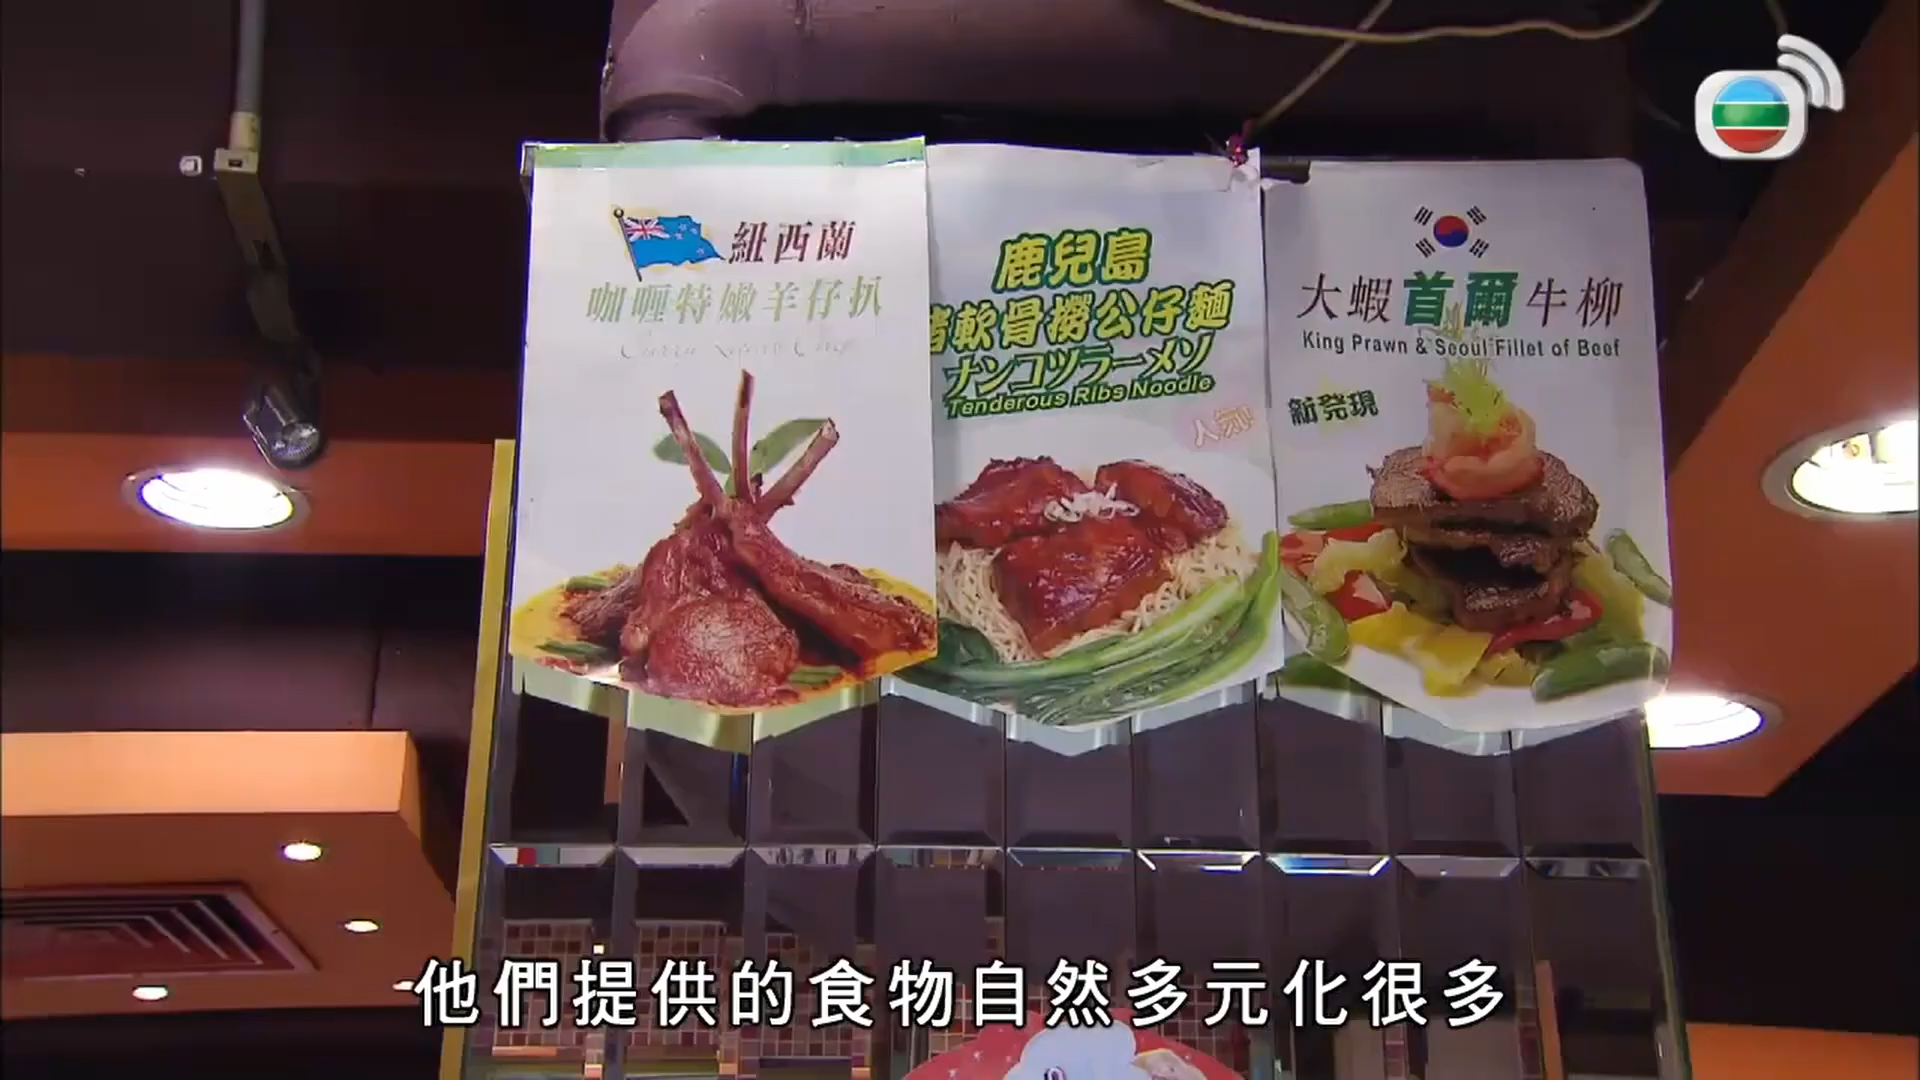 紐西蘭
咖喱特嫩羊仔扒
鹿兒島
豬軟骨撈公仔麵
ナンコツラーメン
Tenderous Ribs Noodle
人気!
大蝦首爾牛柳
King Prawn & Seoul Fillet of Beef
新発現
他們提供的食物自然多元化很多